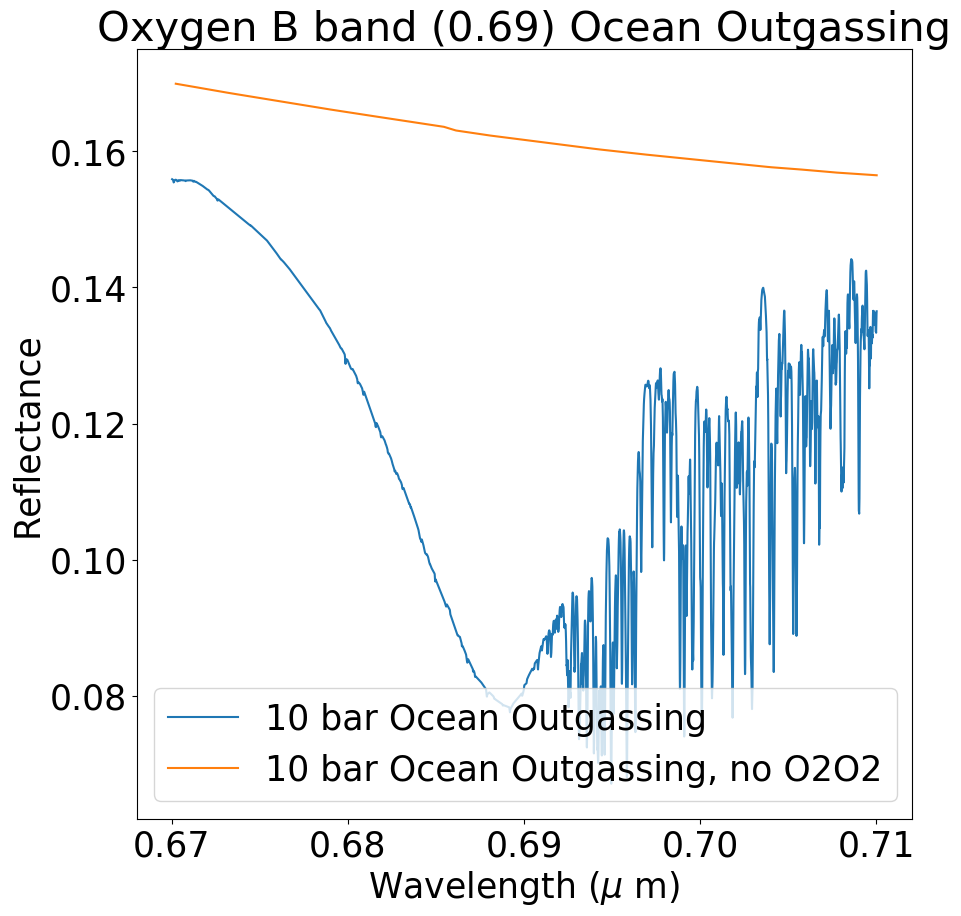 Oxygen B band (0.69) Ocean Outgassing
0.16
0.14
0.12
0.10
0.08
Reflectance
10 bar Ocean Outgassing
10 bar Ocean Outgassing, no O2O2
0.67 0.68 0.69 0.70 0.71
Wavelength (μ m)